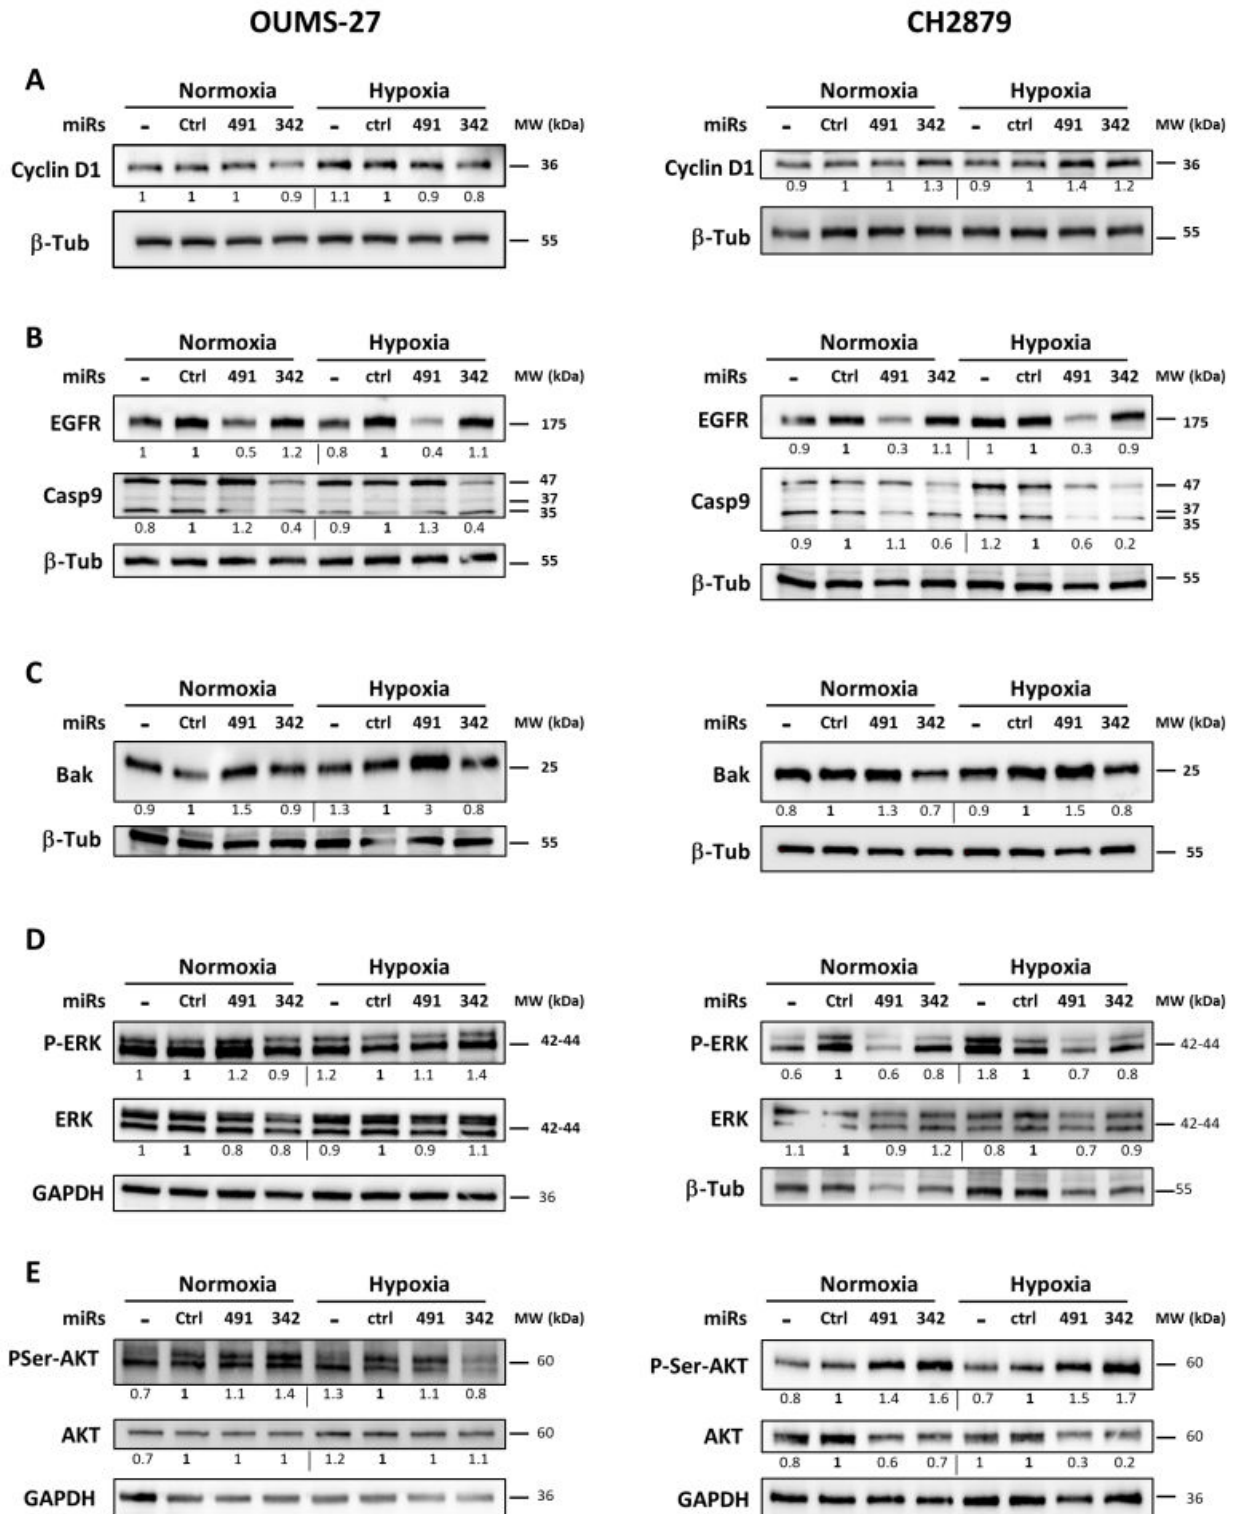 OUMS-27 CH2879
A
Normoxia Hypoxia Normoxia Hypoxia
miRs - Ctrl 491 342 - ctrl 491 342 MW (kDa) miRs - Ctrl 491 342 - ctrl 491 342 MW (kDa)
Cyclin D1 36 Cyclin D1 36
1 1 1 0.9 1.1 1 0.9 0.8 0.9 1 1 1.3 0.9 1 1.4 1.2
β-Tub 55 β-Tub 55
B
Normoxia Hypoxia Normoxia Hypoxia
miRs - Ctrl 491 342 - ctrl 491 342 MW (kDa) miRs - Ctrl 491 342 - ctrl 491 342 MW (kDa)
EGFR 175 EGFR 175
1 1 0.5 1.2 0.8 1 0.4 1.1 0.9 1 0.3 1.1 1 1 0.3 0.9
Casp9 47 37 35 Casp9 47 37 35
0.8 1 1.2 0.4 0.9 1 1.3 0.4 0.9 1 1.1 0.6 1.2 1 0.6 0.2
β-Tub 55 β-Tub 55
C
Normoxia Hypoxia Normoxia Hypoxia
miRs - Ctrl 491 342 - ctrl 491 342 MW (kDa) miRs - Ctrl 491 342 - ctrl 491 342 MW (kDa)
Bak 25 Bak 25
0.9 1 1.5 0.9 1.3 1 3 0.8 0.8 1 1.3 0.7 0.9 1 1.5 0.8
β-Tub 55 β-Tub 55
D
Normoxia Hypoxia Normoxia Hypoxia
miRs - Ctrl 491 342 - ctrl 491 342 MW (kDa) miRs - Ctrl 491 342 - ctrl 491 342 MW (kDa)
P-ERK 42-44 P-ERK 42-44
1 1 1.2 0.9 1.2 1 1.1 1.4 0.6 1 0.6 0.8 1.8 1 0.7 0.8
ERK 42-44 ERK 42-44
1 1 0.8 0.8 0.9 1 0.9 1.1 1.1 1 0.9 1.2 0.8 1 0.7 0.9
GAPDH 36 β-Tub 55
E
Normoxia Hypoxia Normoxia Hypoxia
miRs - Ctrl 491 342 - ctrl 491 342 MW (kDa) miRs - Ctrl 491 342 - ctrl 491 342 MW (kDa)
PSer-AKT 60 P-Ser-AKT 60
0.7 1 1.1 1.4 1.3 1 1.1 0.8 0.8 1 1.4 1.6 0.7 1 1.5 1.7
AKT 60 AKT 60
0.7 1 1 1 1.2 1 1 1.1 0.8 1 0.6 0.7 1 1 0.3 0.2
GAPDH 36 GAPDH 36